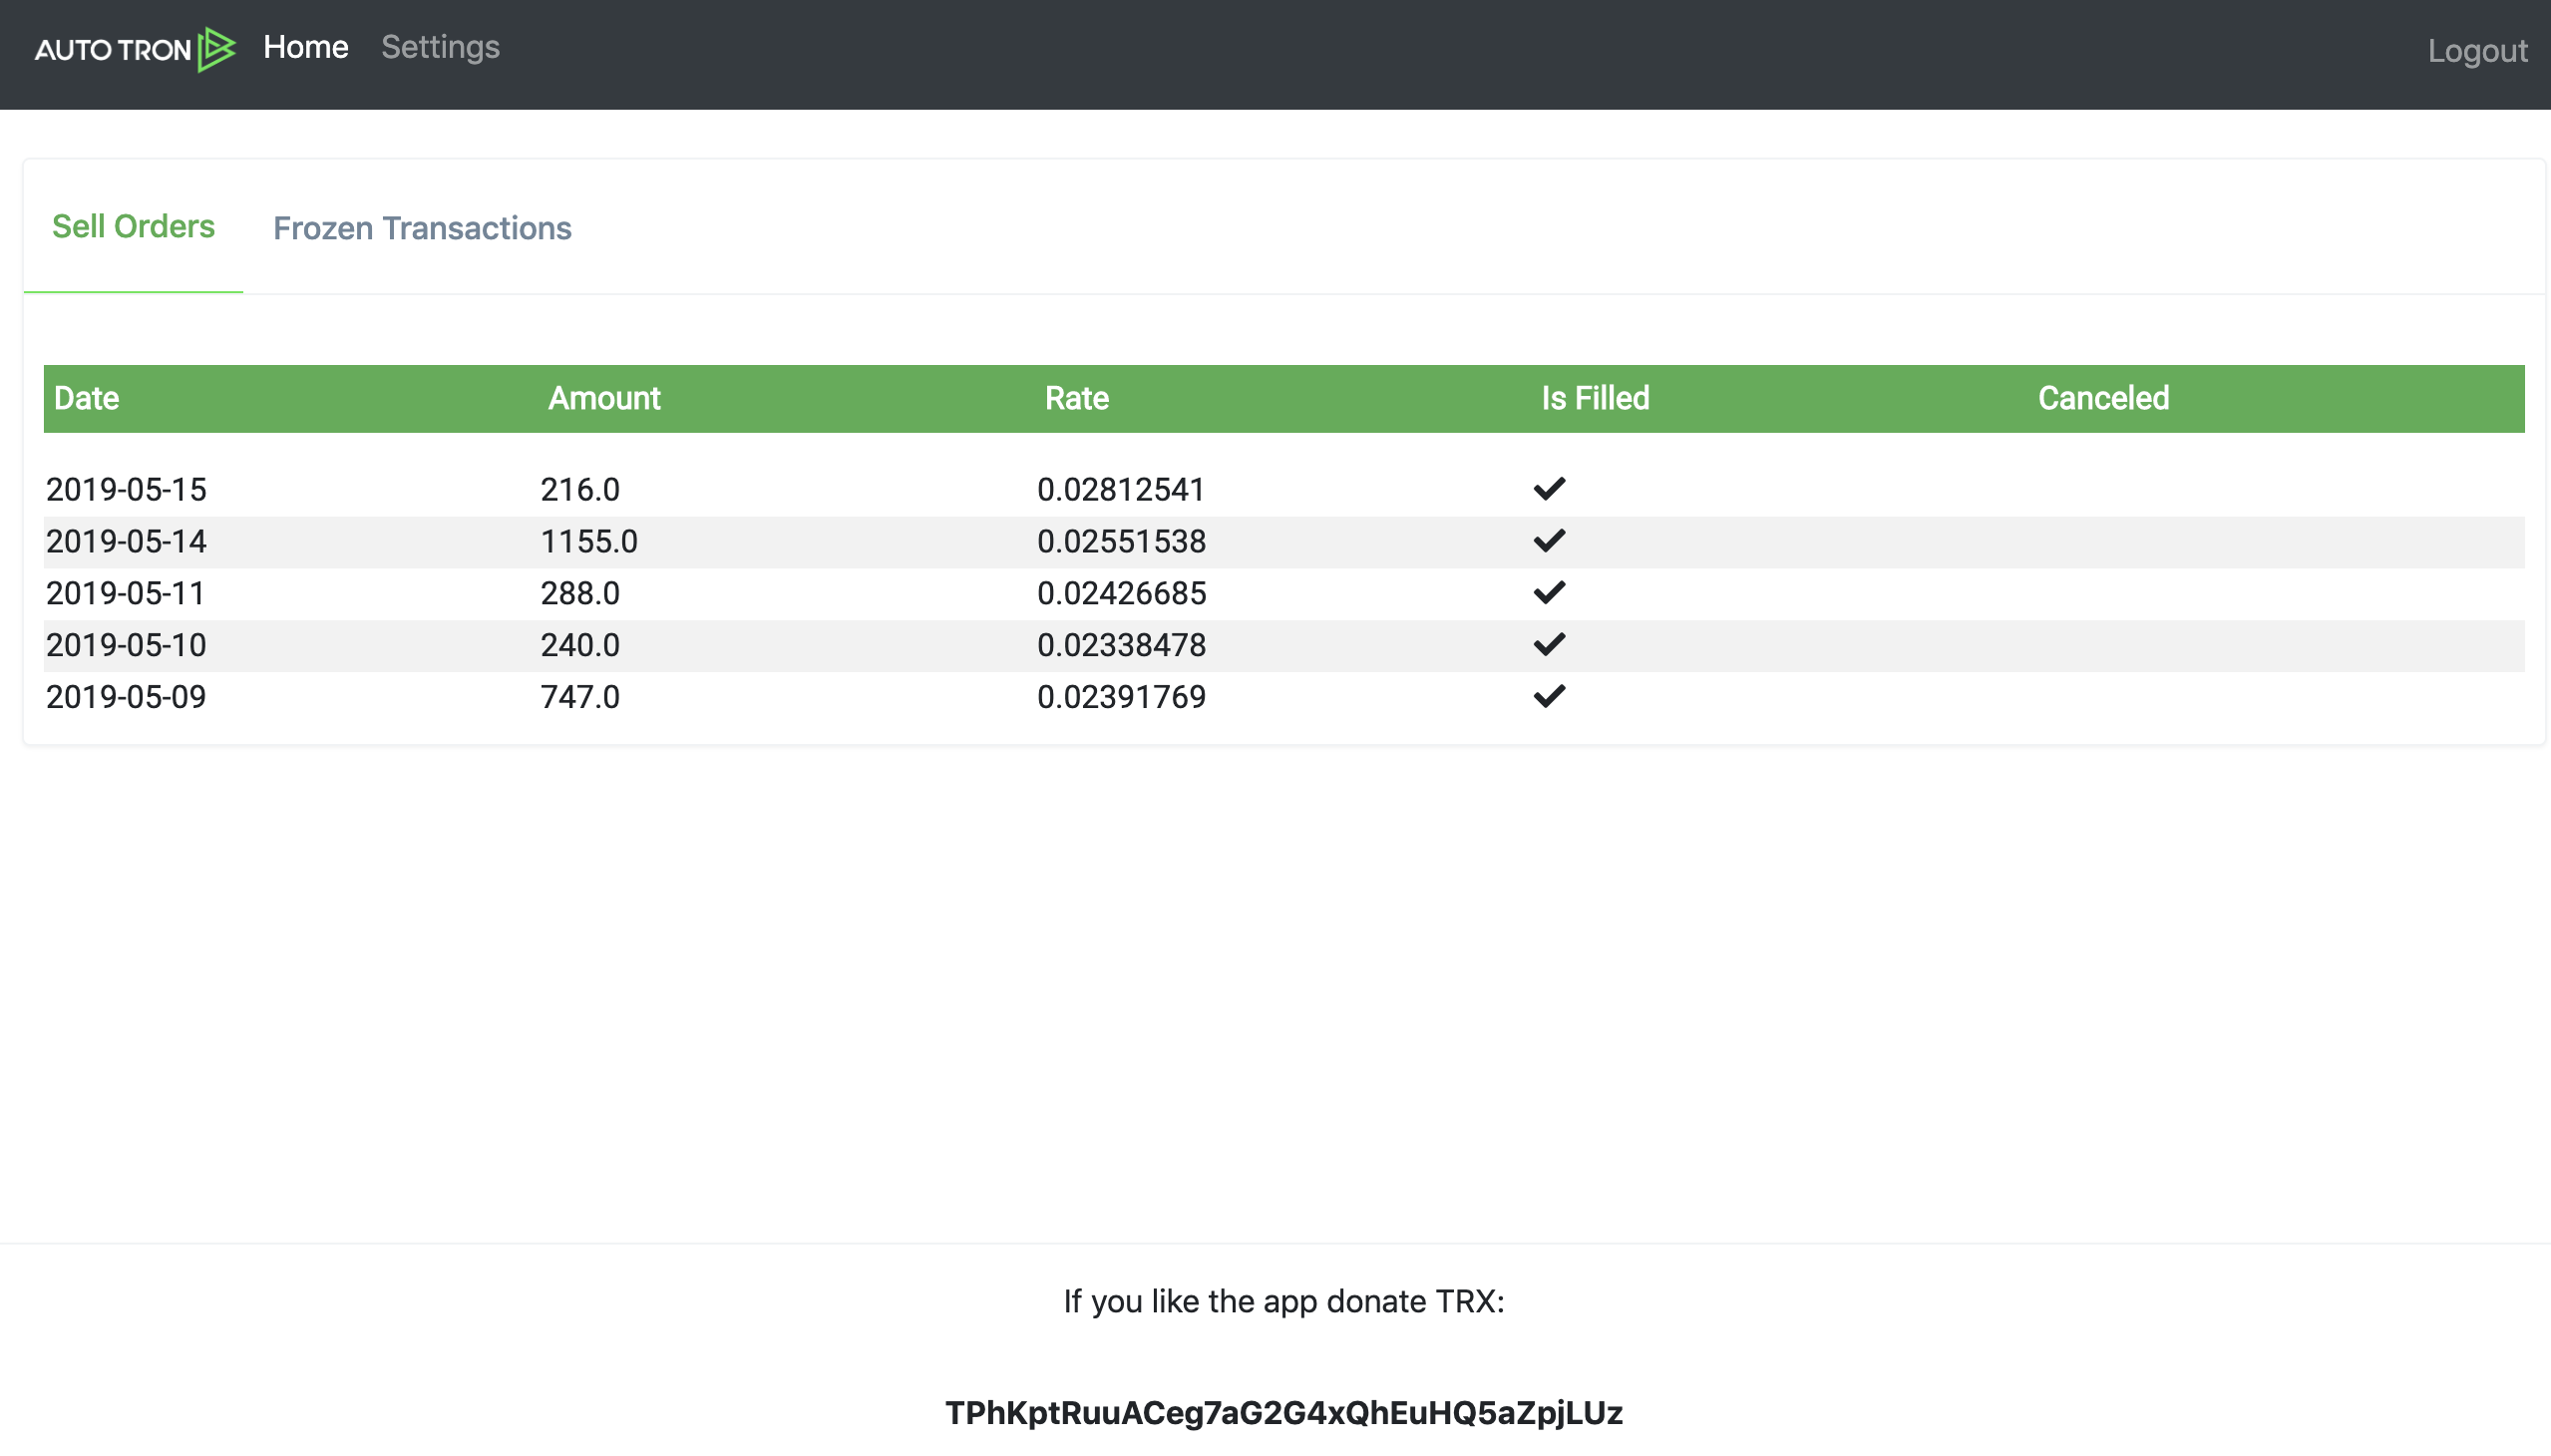 AUTO TRON Home Settings Logout
Sell Orders Frozen Transactions
Date Amount Rate Is Filled Canceled
2019-05-15 216.0 0.02812541
2019-05-14 1155.0 0.02551538
2019-05-11 288.0 0.02426685
2019-05-10 240.0 0.02338478
2019-05-09 747.0 0.02391769
If you like the app donate TRX:
TPhKptRuuACeg7aG2G4xQhEuHQ5aZpjLUz